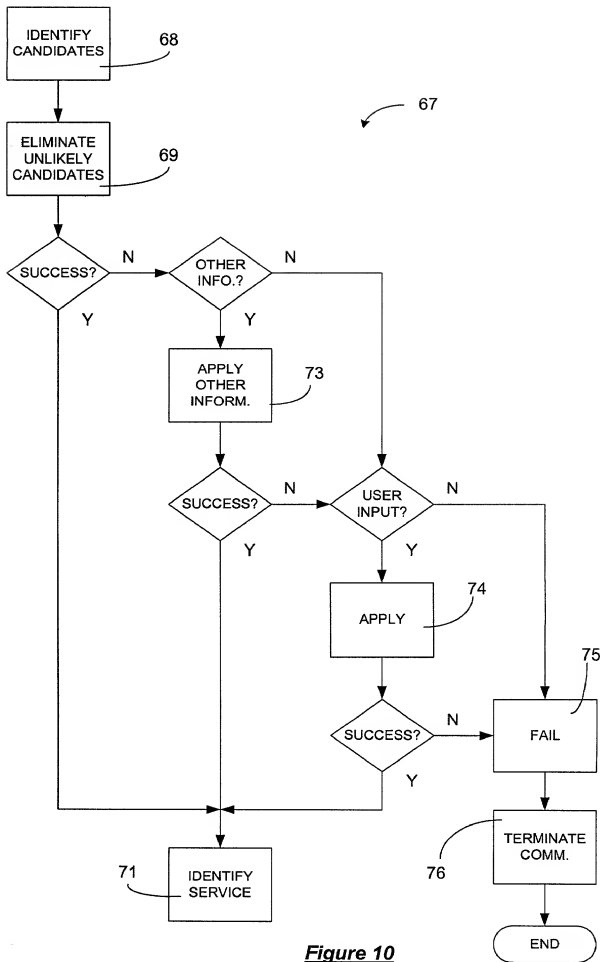 IDENTIFY
CANDIDATES
68
67
ELIMINATE
UNLIKELY
CANDIDATES
69
SUCCESS?
N
Y
OTHER
INFO.?
N
Y
APPLY
OTHER
INFORM.
73
SUCCESS?
N
Y
USER
INPUT?
N
Y
APPLY
74
SUCCESS?
N
Y
75
FAIL
TERMINATE
COMM.
76
71
IDENTIFY
SERVICE
END
Figure 10